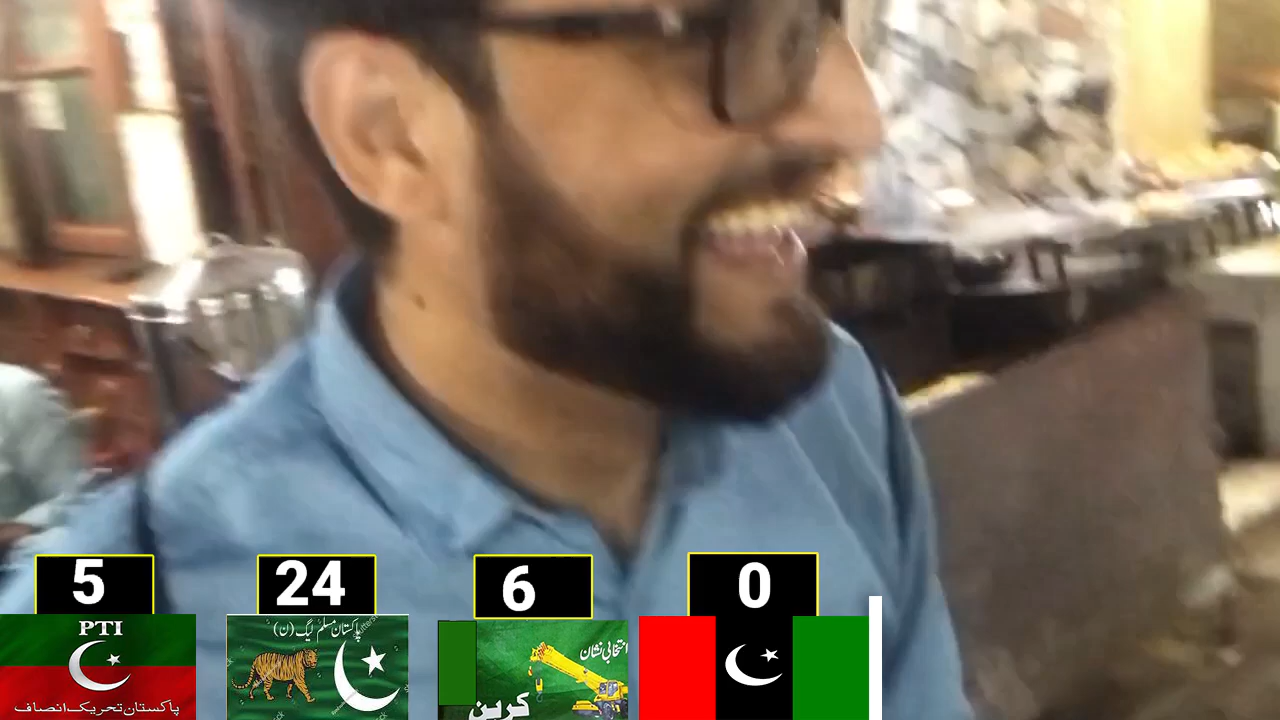 5
24
6
0
PTI
پاکستان تحریک انصاف
پاکستان مسلم لیگ (ن)
انتخابی نشان
کرین